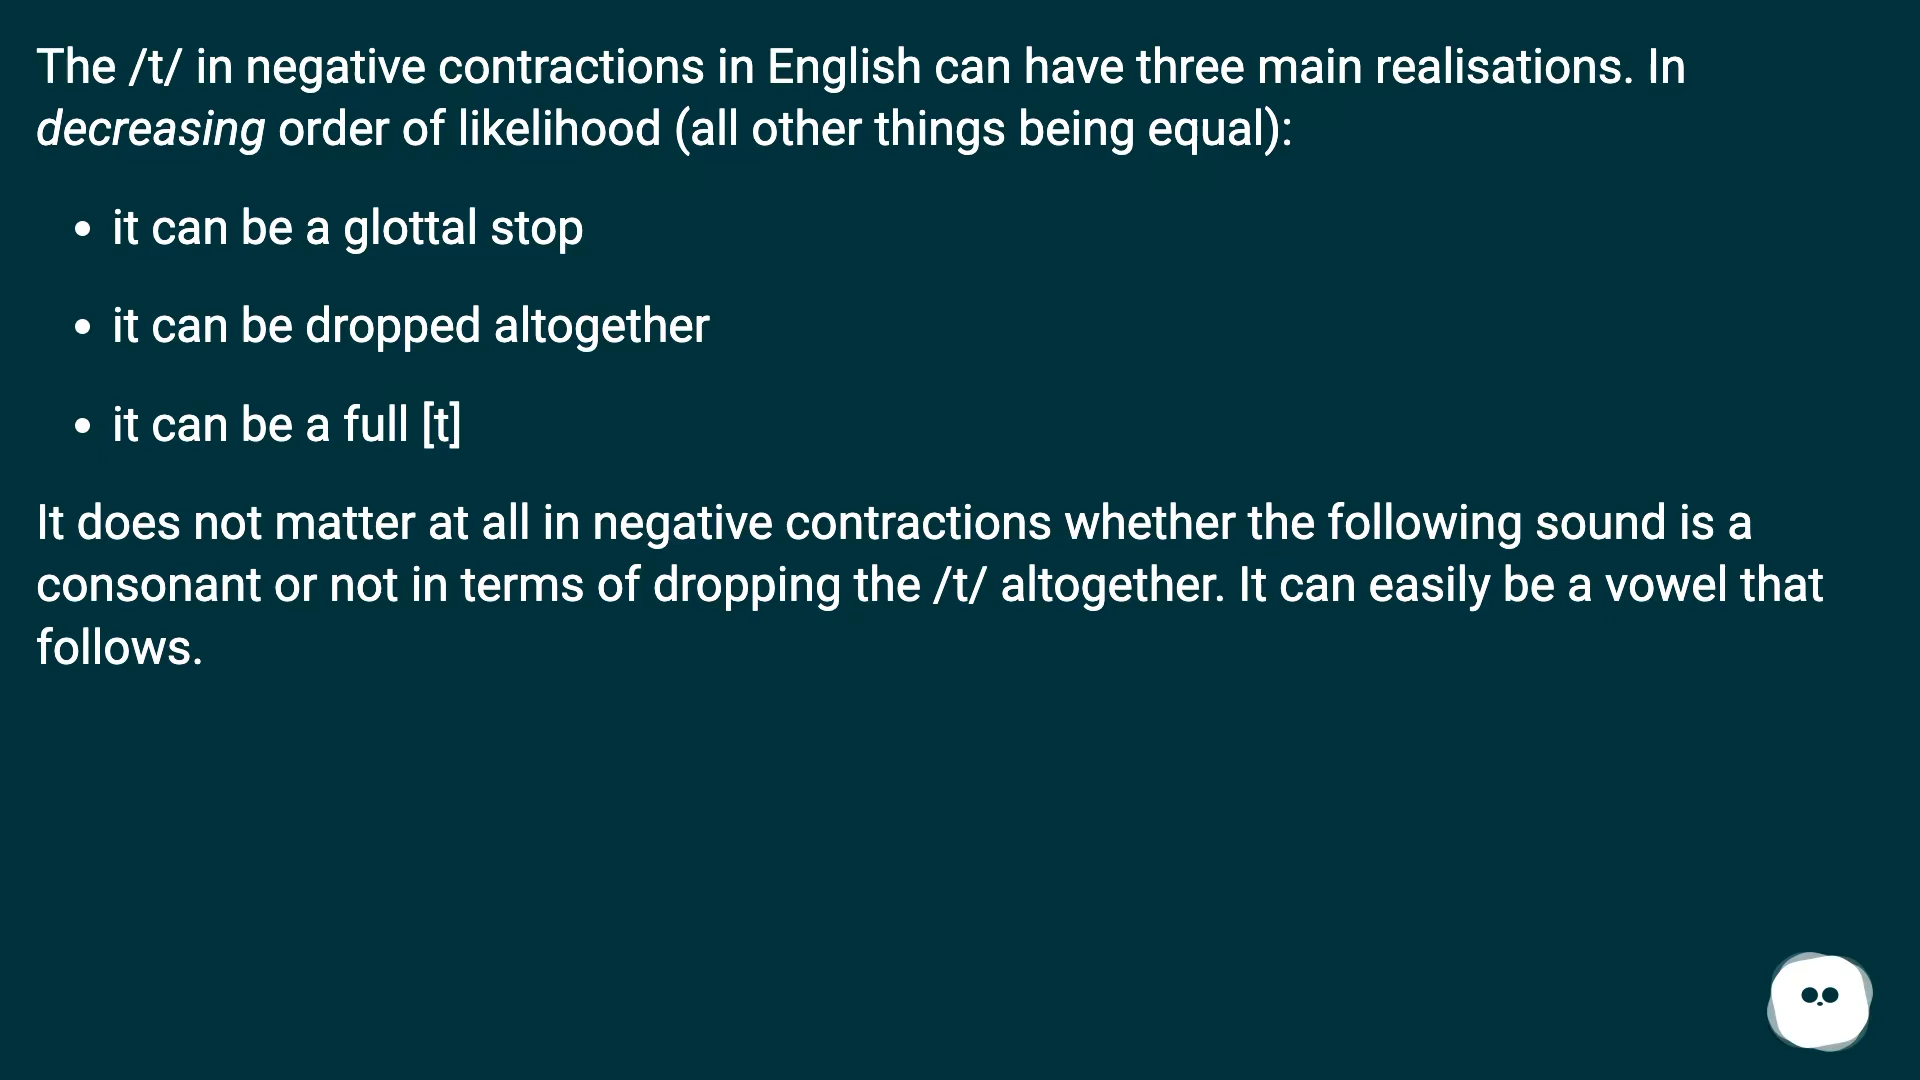 The /t/ in negative contractions in English can have three main realisations. In
decreasing order of likelihood (all other things being equal):
• it can be a glottal stop
• it can be dropped altogether
• it can be a full [t]
It does not matter at all in negative contractions whether the following sound is a
consonant or not in terms of dropping the /t/ altogether. It can easily be a vowel that
follows.